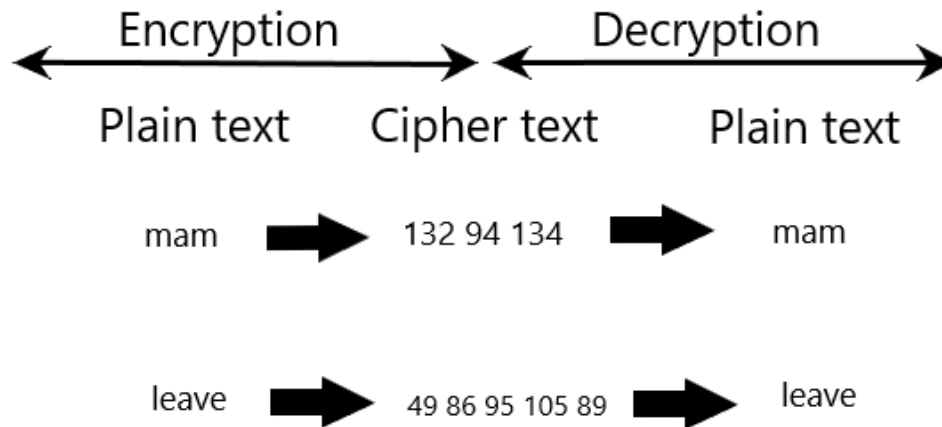 Encryption Decryption
Plain text Cipher text Plain text
mam 132 94 134 mam
leave 49 86 95 105 89 leave